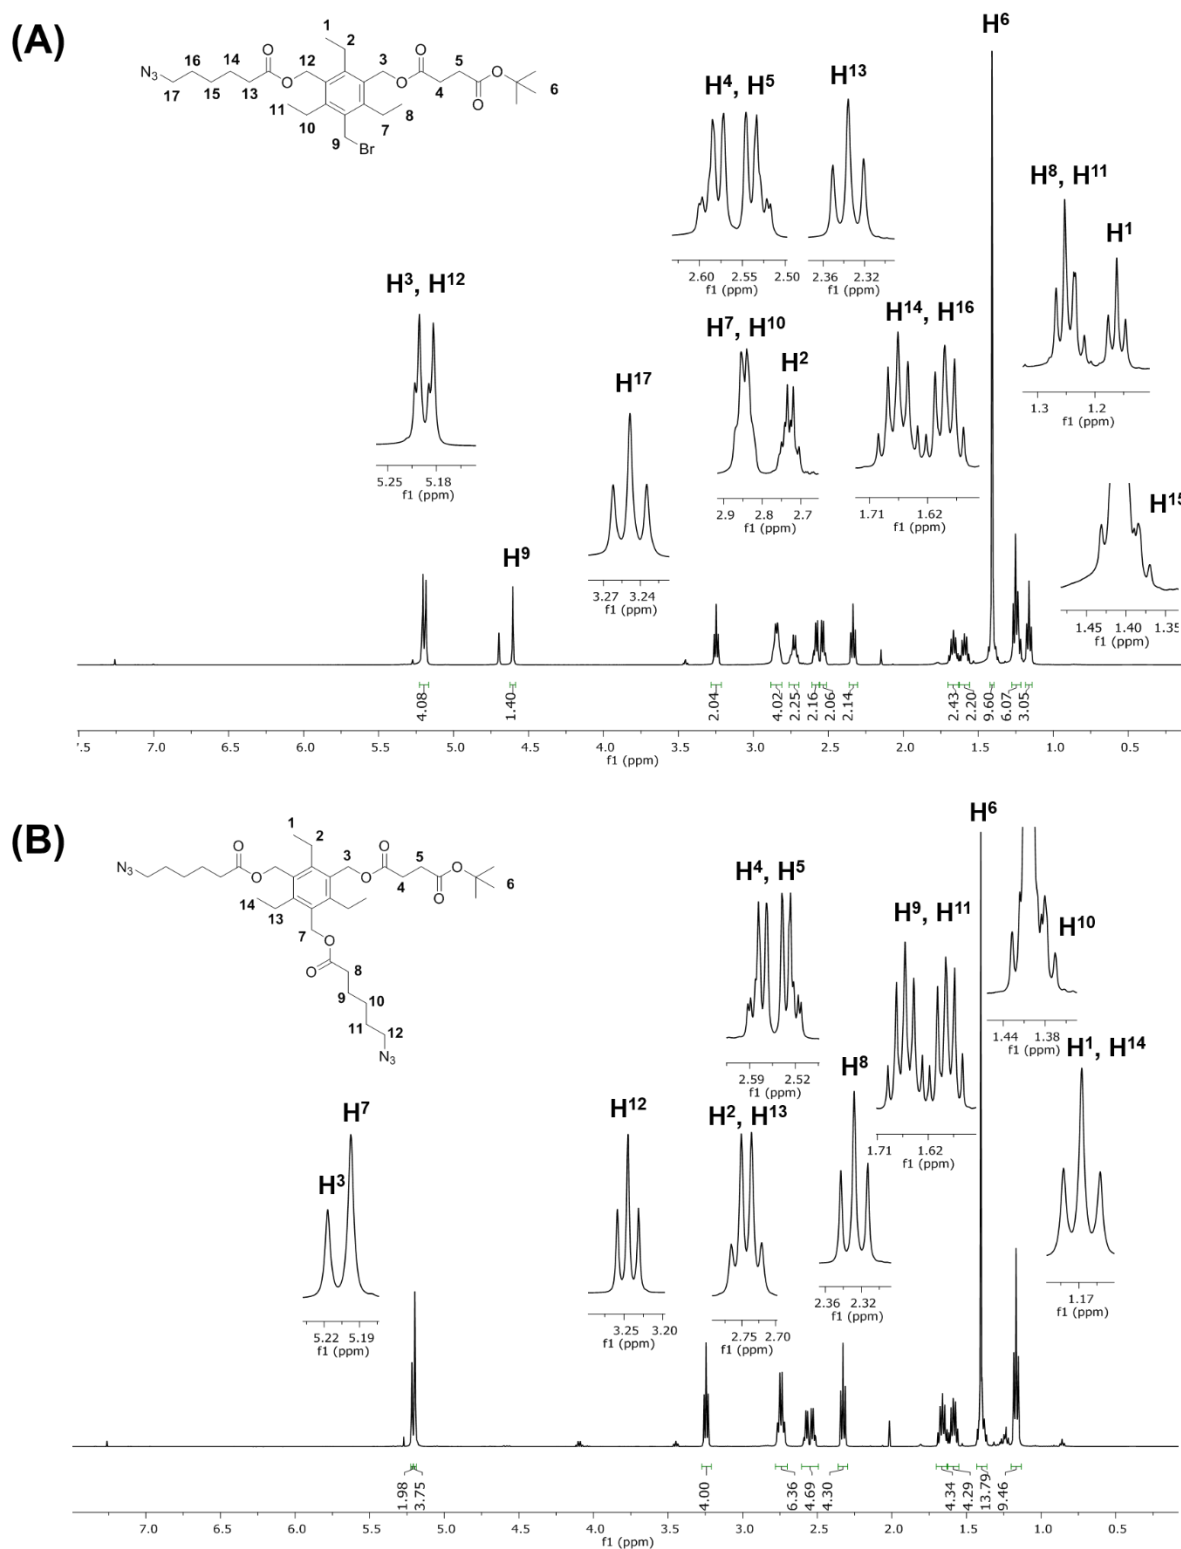 (A)
H⁶
1
2
16
14
O
12
3
O
5
O
6
N₃
O
O
O
17
15
13
4
11
8
10
7
9
Br
H⁴, H⁵
H¹³
2.60 2.55 2.50
f1 (ppm)
2.36 2.32
f1 (ppm)
H⁸, H¹¹
H¹
1.3 1.2
f1 (ppm)
H³, H¹²
5.25 5.18
f1 (ppm)
H¹⁷
3.27 3.24
f1 (ppm)
H⁷, H¹⁰
H²
2.9 2.8 2.7
f1 (ppm)
H¹⁴, H¹⁶
1.71 1.62
f1 (ppm)
H¹⁵
1.45 1.40 1.35
f1 (ppm)
H⁹
4.08 1.40 2.04 4.02 2.25 2.16 2.06 2.14 2.43 2.20 9.60 6.07 3.05
'.5 7.0 6.5 6.0 5.5 5.0 4.5 4.0 3.5 3.0 2.5 2.0 1.5 1.0 0.5
f1 (ppm)
(B)
H⁶
1
2
O
3
O
5
O
6
N₃
O
O
O
4
14
13
7
O
O
8
9
10
11
12
N₃
H⁴, H⁵
2.59 2.52
f1 (ppm)
H⁹, H¹¹
1.71 1.62
f1 (ppm)
H¹⁰
1.44 1.38
f1 (ppm)
H¹, H¹⁴
1.17
f1 (ppm)
H⁸
2.36 2.32
f1 (ppm)
H², H¹³
2.75 2.70
f1 (ppm)
H¹²
3.25 3.20
f1 (ppm)
H⁷
H³
5.22 5.19
f1 (ppm)
1.98 3.75 4.00 6.36 4.69 4.30 4.34 4.29 13.79 9.46
7.0 6.5 6.0 5.5 5.0 4.5 4.0 3.5 3.0 2.5 2.0 1.5 1.0 0.5
f1 (ppm)